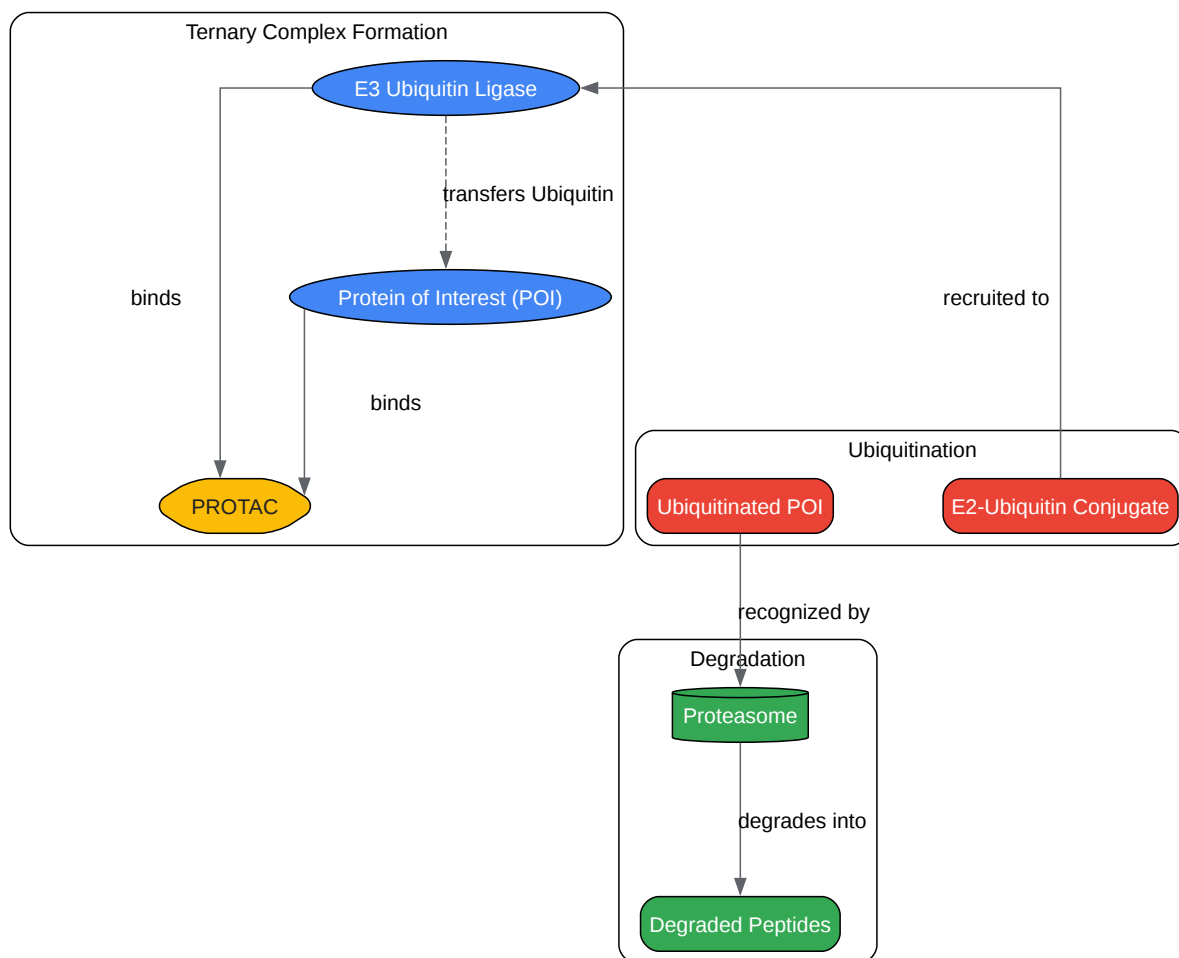 Ternary Complex Formation
E3 Ubiquitin Ligase
transfers Ubiquitin
binds
Protein of Interest (POI)
recruited to
binds
Ubiquitination
PROTAC
Ubiquitinated POI
E2-Ubiquitin Conjugate
recognized by
Degradation
Proteasome
degrades into
Degraded Peptides